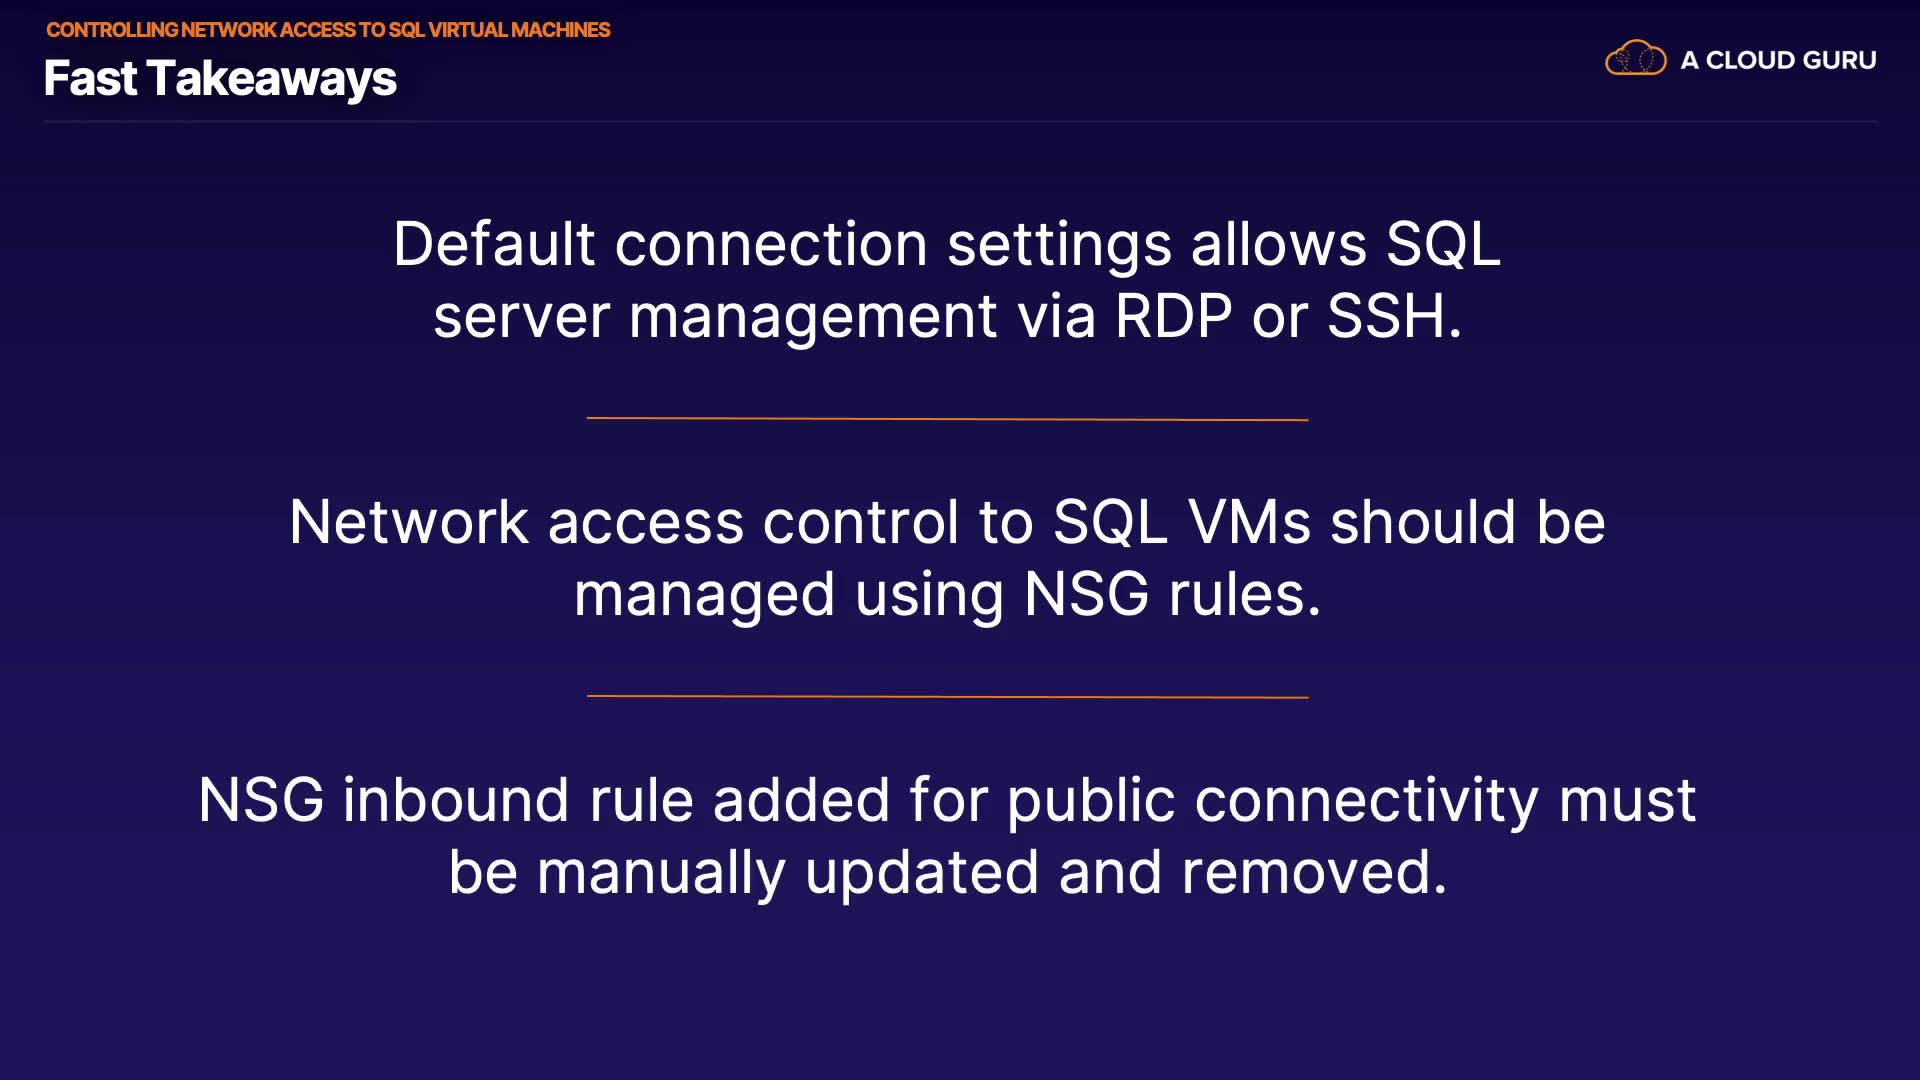 CONTROLLING NETWORK ACCESS TO SQL VIRTUAL MACHINES
Fast Takeaways
A CLOUD GURU
Default connection settings allows SQL
server management via RDP or SSH.
Network access control to SQL VMs should be
managed using NSG rules.
NSG inbound rule added for public connectivity must
be manually updated and removed.